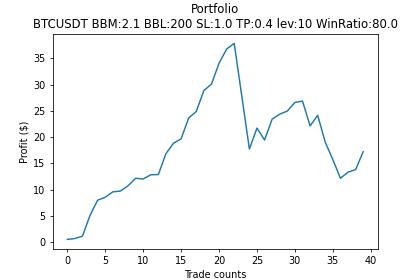 Portfolio
BTCUSDT BBM:2.1 BBL:200 SL:1.0 TP:0.4 lev:10 WinRatio:80.0
35
30
25
20
15
10
5
0
Profit ($)
0 5 10 15 20 25 30 35 40
Trade counts